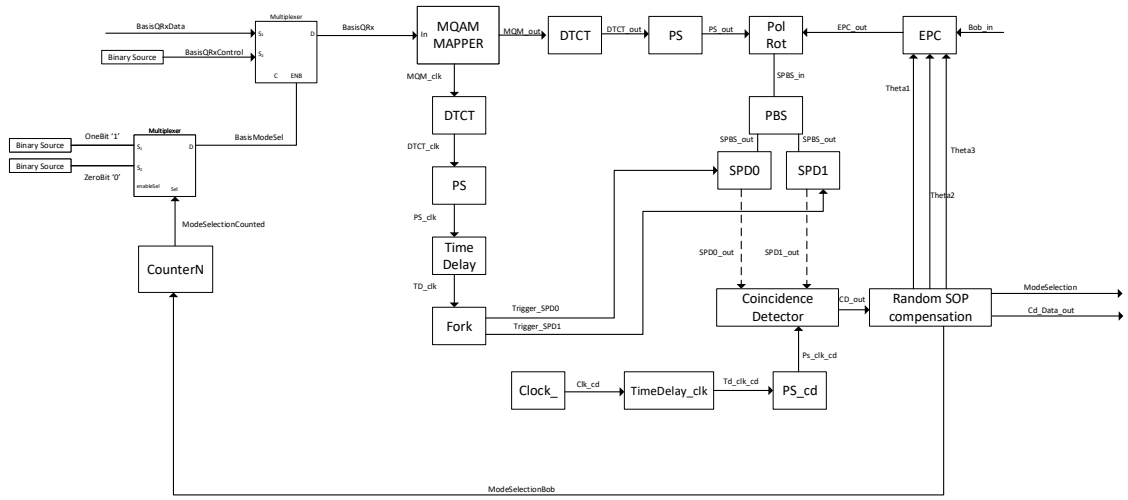 Multiplexer
BasisQRxData
S₁
D
BasisQRx
Binary Source
BasisQRxControl
S₂
C
ENB
In
MQAM
MAPPER
MQM_out
DTCT
DTCT_out
PS
PS_out
Pol
Rot
EPC_out
EPC
Bob_in
MQM_clk
SPBS_in
Theta1
DTCT
PBS
Multiplexer
OneBit '1'
Binary Source
S₁
D
BasisModeSel
Binary Source
S₂
ZeroBit '0'
enableSel
Sel
DTCT_clk
SPBS_out
SPBS_out
Theta3
PS
SPD0
SPD1
Theta2
PS_clk
ModeSelectionCounted
Time
Delay
CounterN
SPD0_out
SPD1_out
TD_clk
Fork
Trigger_SPD0
Trigger_SPD1
Coincidence
Detector
CD_out
Random SOP
compensation
ModeSelection
Cd_Data_out
Ps_clk_cd
Clock_
Clk_cd
TimeDelay_clk
Td_clk_cd
PS_cd
ModeSelectionBob